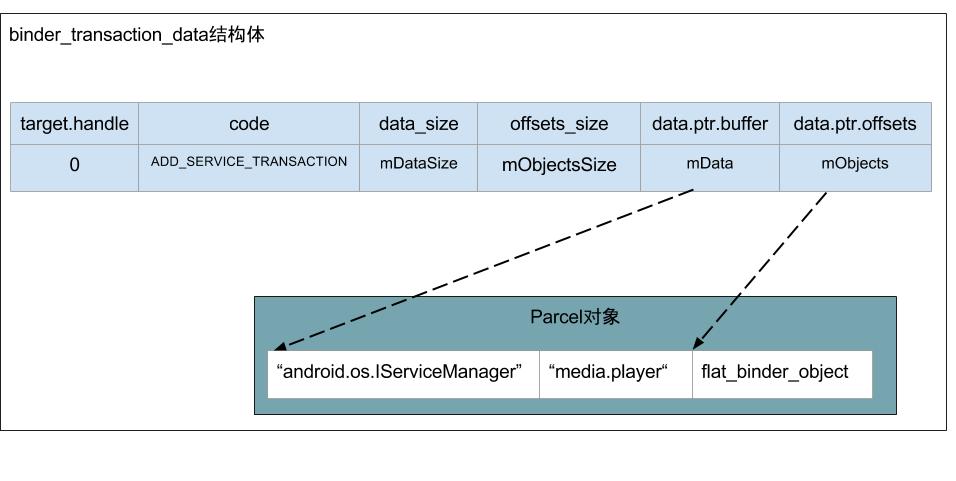 binder_transaction_data结构体
target.handle code data_size offsets_size data.ptr.buffer data.ptr.offsets
0 ADD_SERVICE_TRANSACTION mDataSize mObjectsSize mData mObjects
Parcel对象
“android.os.IServiceManager” “media.player“ flat_binder_object